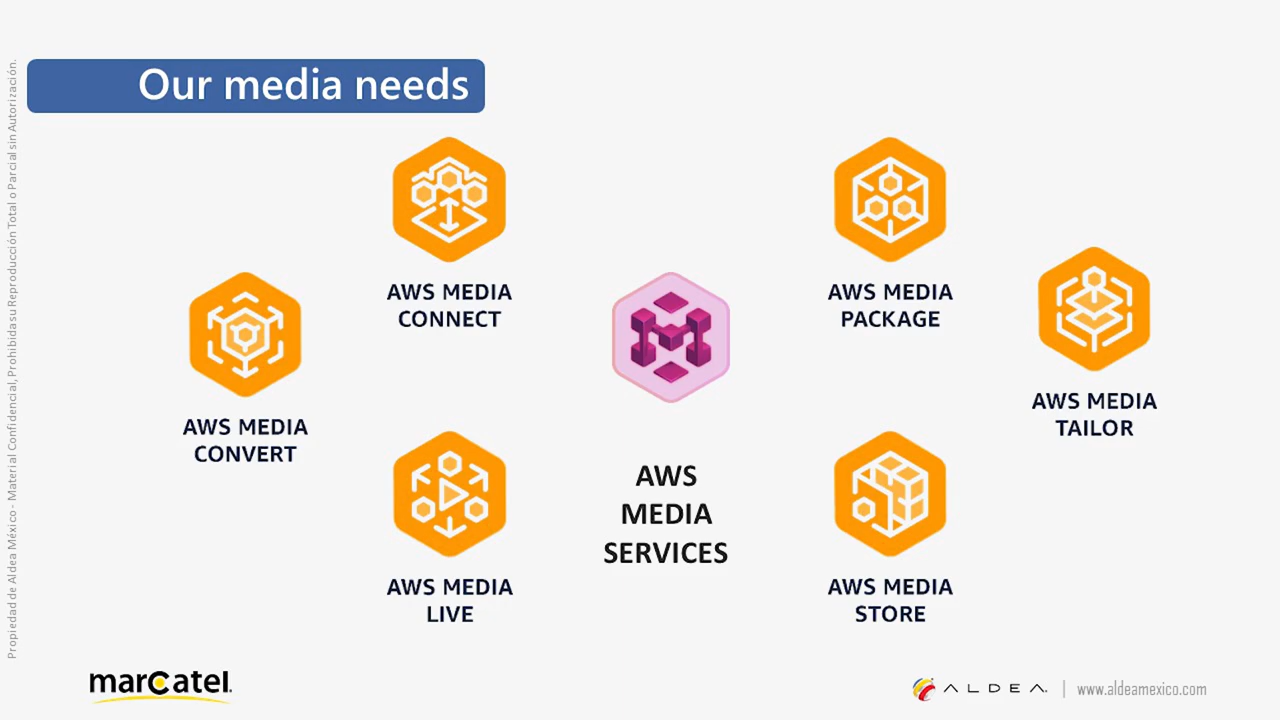 Our media needs
AWS MEDIA
CONNECT
AWS MEDIA
PACKAGE
AWS MEDIA
TAILOR
AWS MEDIA
CONVERT
AWS
MEDIA
SERVICES
AWS MEDIA
LIVE
AWS MEDIA
STORE
marCatel.
ALDEA.
www.aldeamexico.com
Propiedad de Aldea México - Material Confidencial, Prohibida su Reproducción Total o Parcial sin Autorización.